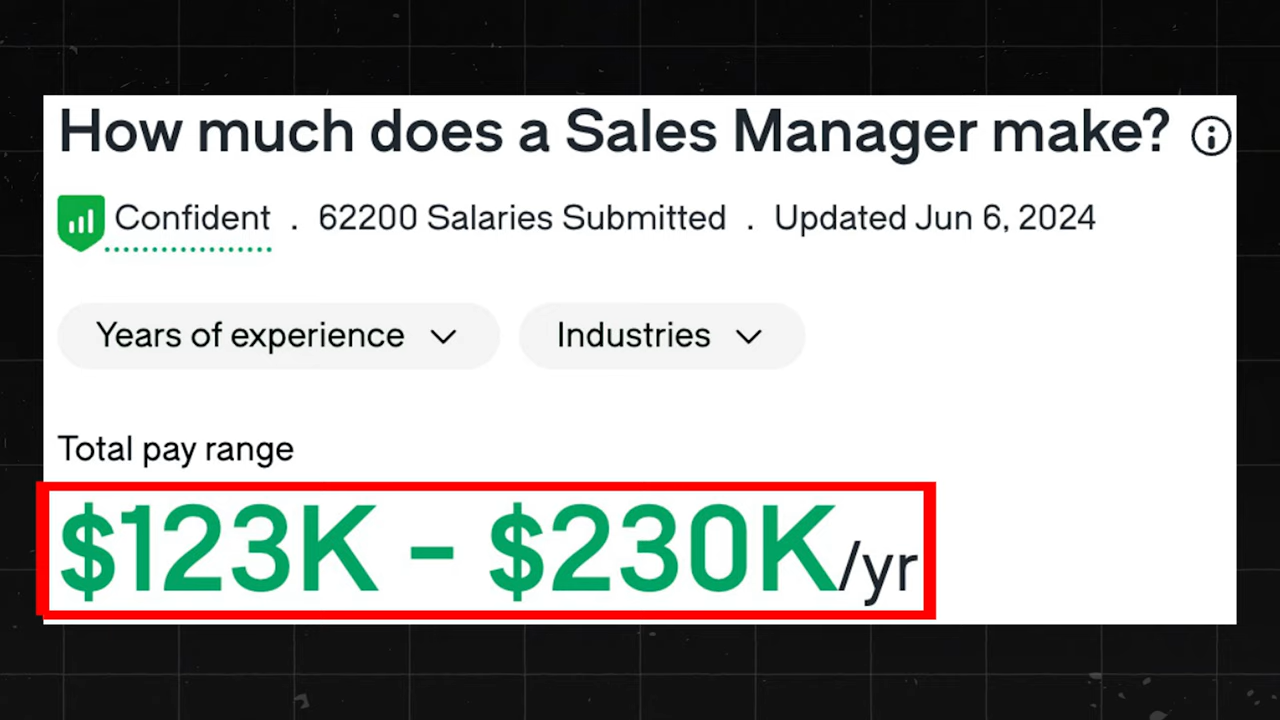 How much does a Sales Manager make?
Confident . 62200 Salaries Submitted . Updated Jun 6, 2024
Years of experience Industries
Total pay range
$123K - $230K/yr